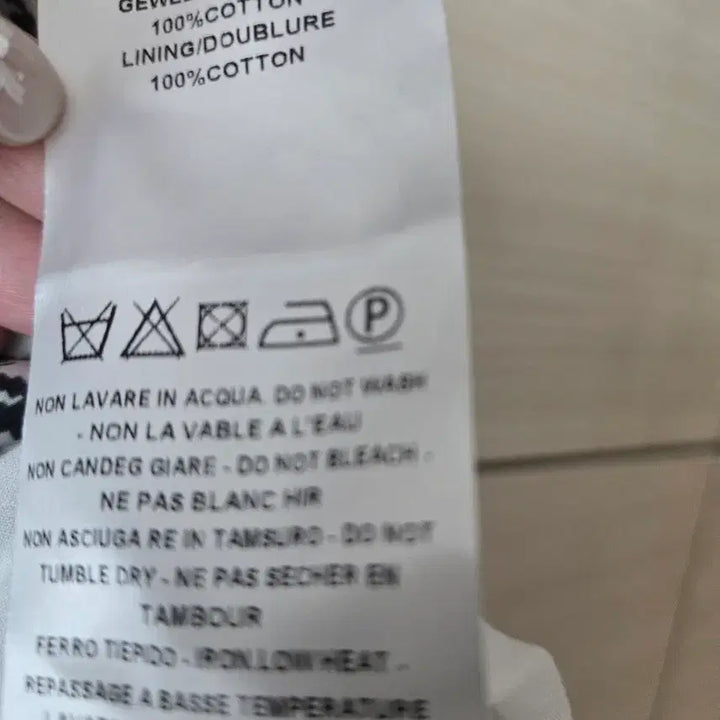 100%COTTON
LINING/DOUBLURE
100%COTTON
P
NON LAVARE IN ACQUA DO NOT WASH
- NON LA VABLE A L'EAU
NON CANDEG GIARE - DO NOT BLEACH -
NE PAS BLANC HIR
NON ASCIUGA RE IN TAMSURO - DO NOT
TUMBLE DRY - NE PAS SECHER EN
TAMBOUR
FERRO TIEPIDO - IRON LOW HEAT -
REPASSAGE A BASSE TEMPERATURE